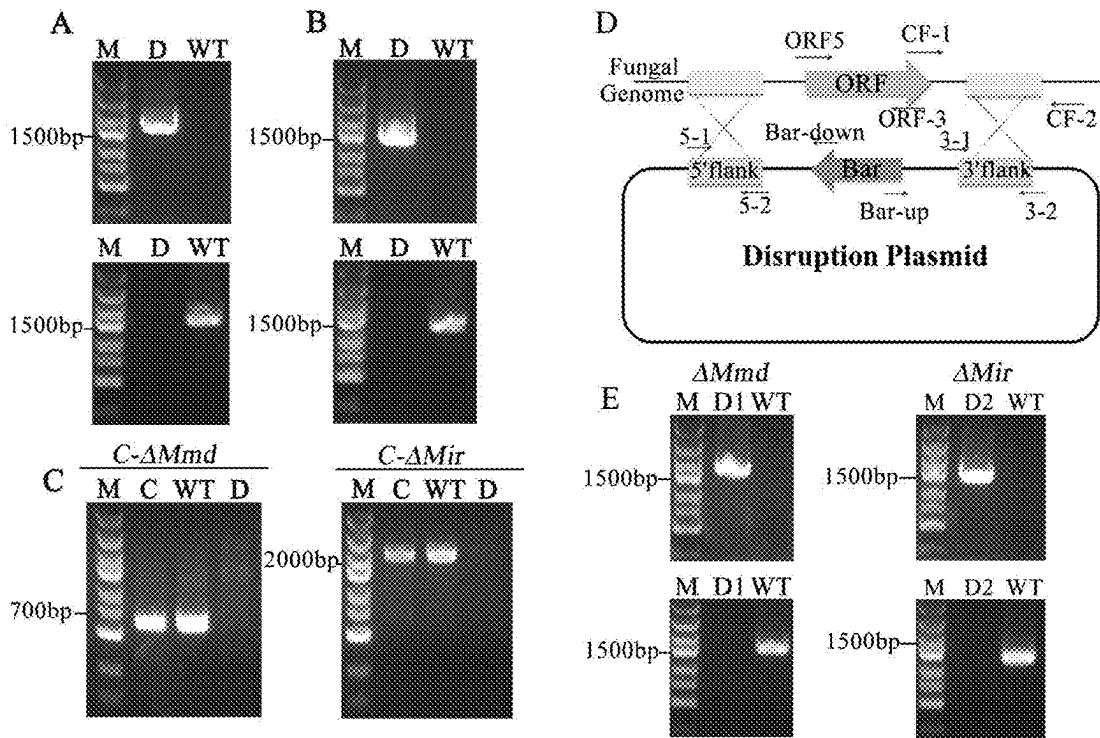 A
M D WT
1500bp
M D WT
1500bp
B
M D WT
1500bp
M D WT
1500bp
C
C-ΔMmd
M C WT D
700bp
C-ΔMir
M C WT D
2000bp
D
Fungal
Genome
ORF5
CF-1
ORF
ORF-3
CF-2
5-1
Bar-down
3-1
5'flank
Bar
3'flank
5-2
Bar-up
3-2
Disruption Plasmid
E
ΔMmd
M D1 WT
1500bp
M D1 WT
1500bp
ΔMir
M D2 WT
1500bp
M D2 WT
1500bp